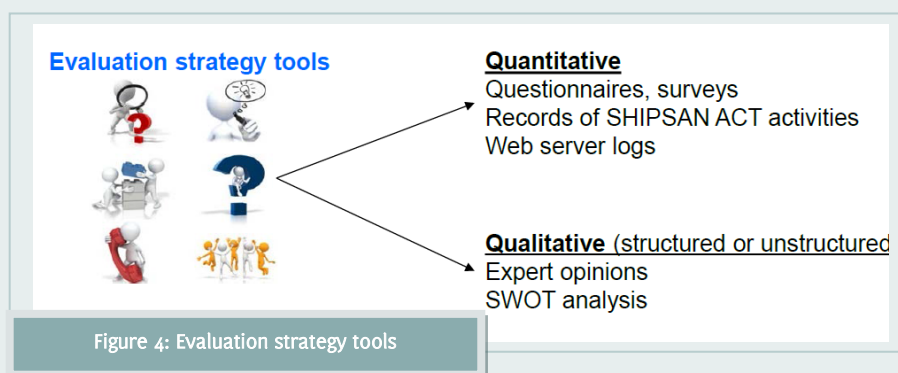 Evaluation strategy tools
Quantitative
Questionnaires, surveys
Records of SHIPSAN ACT activities
Web server logs
Qualitative (structured or unstructured
Expert opinions
SWOT analysis
Figure 4: Evaluation strategy tools